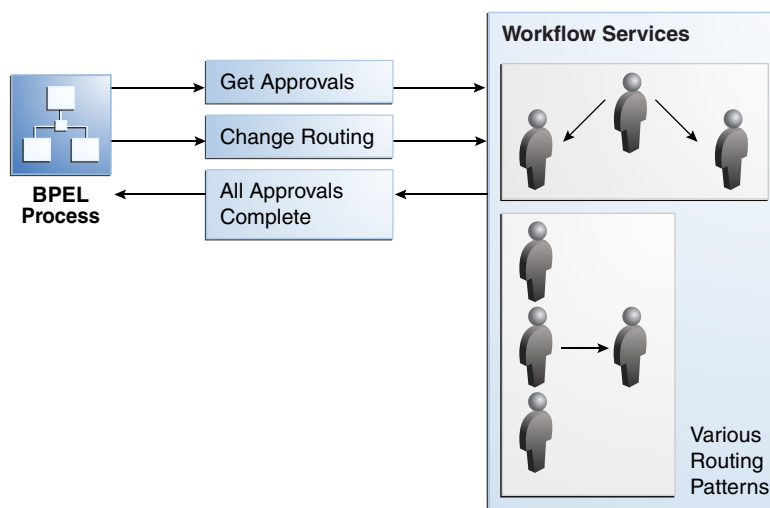 Workflow Services
Get Approvals
Change Routing
All Approvals
Complete
BPEL
Process
Various
Routing
Patterns